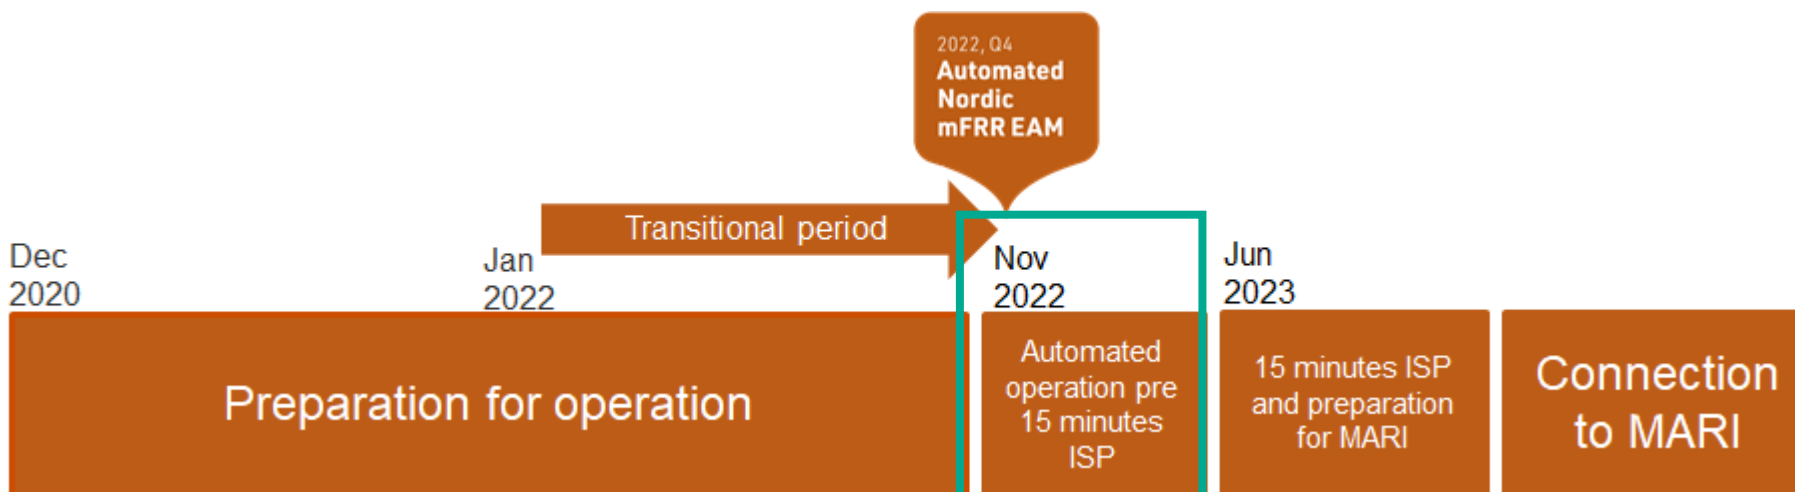 2022, Q4
Automated
Nordic
mFRR EAM
Transitional period
Dec
2020
Jan
2022
Nov
2022
Jun
2023
Preparation for operation
Automated
operation pre
15 minutes
ISP
15 minutes ISP
and preparation
for MARI
Connection
to MARI